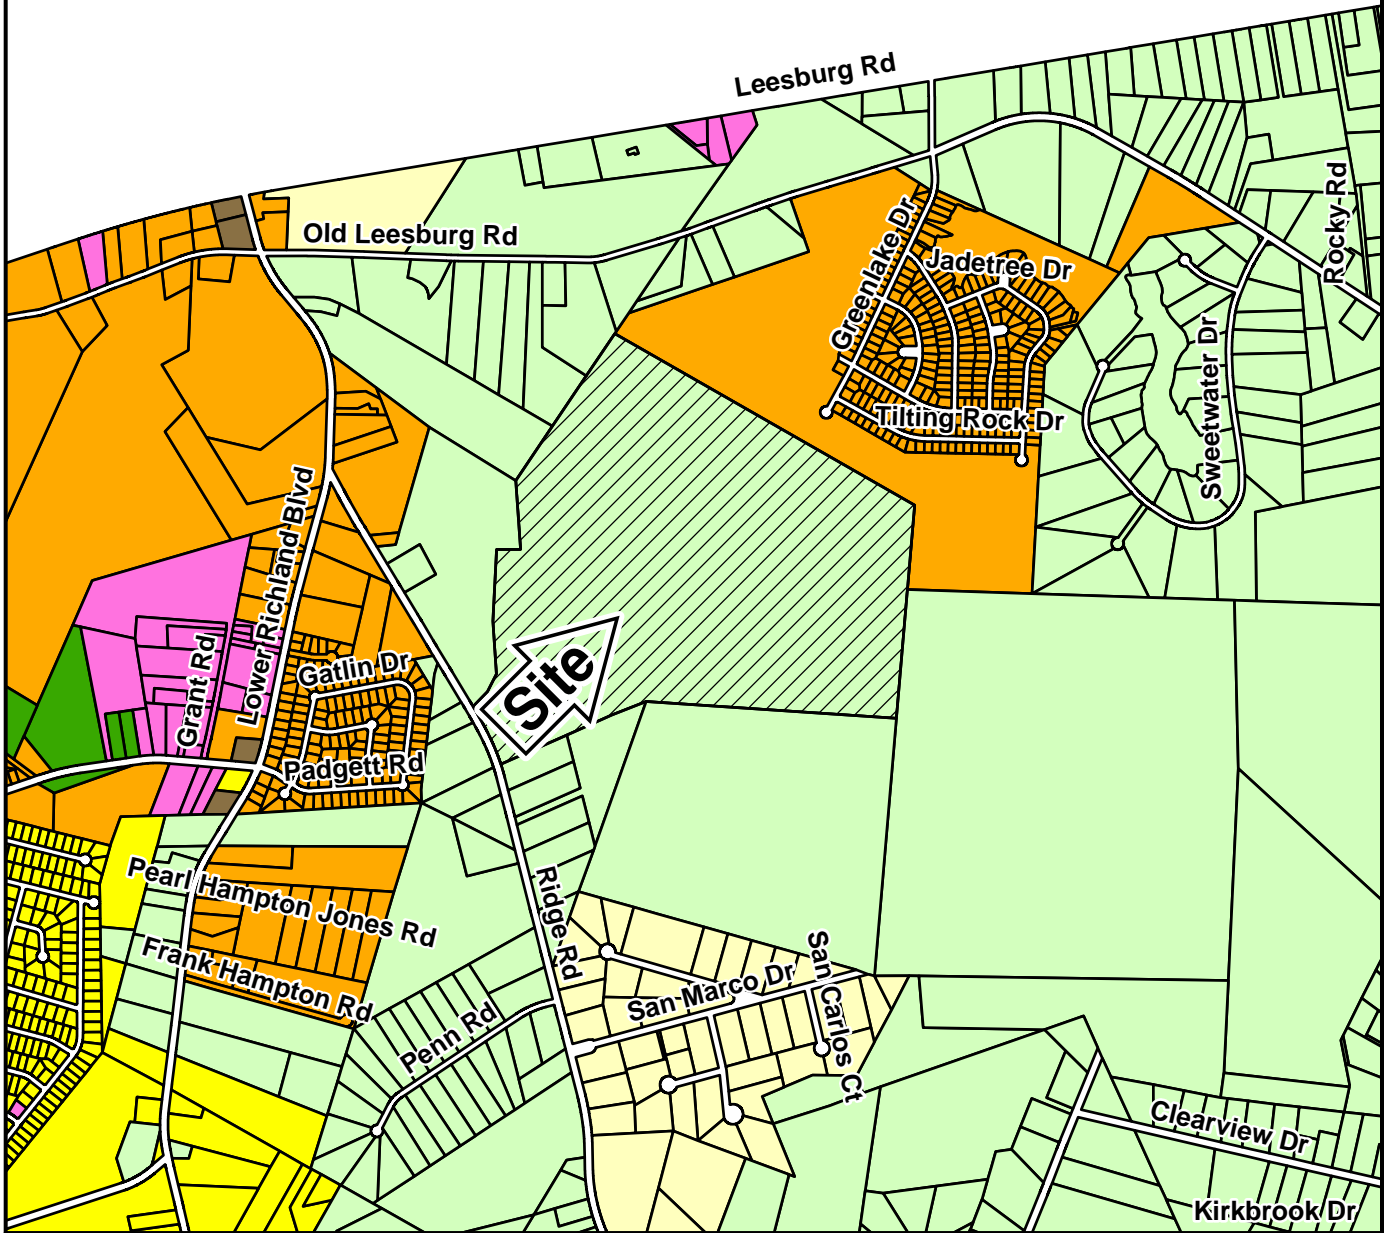 Leesburg Rd
Old Leesburg Rd
Rocky Rd
Greenlake Dr
Jadetree Dr
Sweetwater Dr
Tilting Rock Dr
Lower Richland Blvd
Grant Rd
Gatlin Dr
Site
Padgett Rd
Pearl Hampton Jones Rd
Ridge Rd
Frank Hampton Rd
San Marco Dr
San Carlos Ct
Penn Rd
Clearview Dr
Kirkbrook Dr